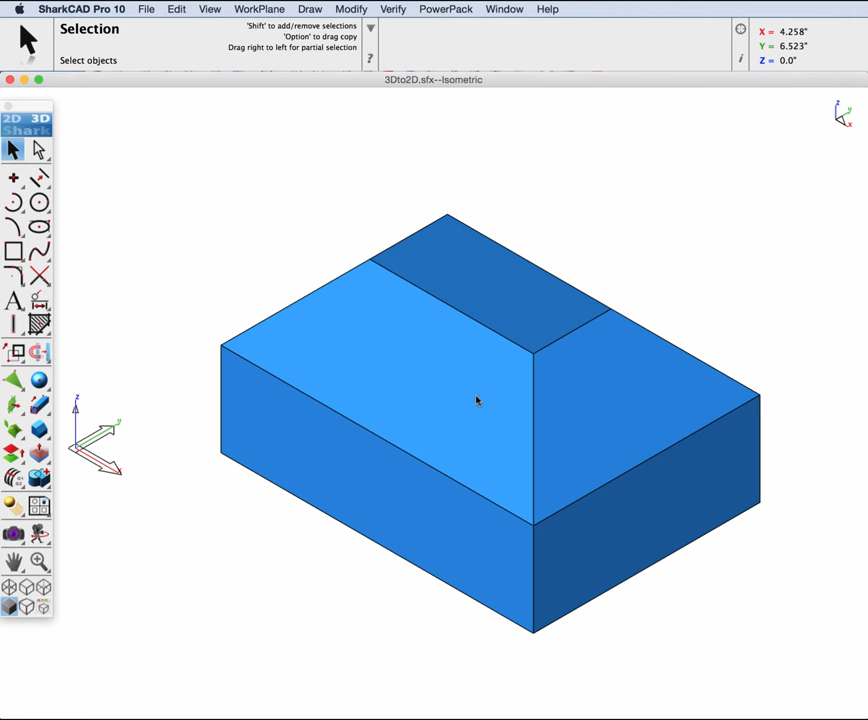 SharkCAD Pro 10 File Edit View WorkPlane Draw Modify Verify PowerPack Window Help
Selection
'Shift' to add/remove selections
'Option' to drag copy
Drag right to left for partial selection
Select objects
?
i
X = 4.258"
Y = 6.523"
Z = 0.0"
3Dto2D.sfx--Isometric
2D 3D
Shark
A
G1
G2
z
y
x
z
y
x